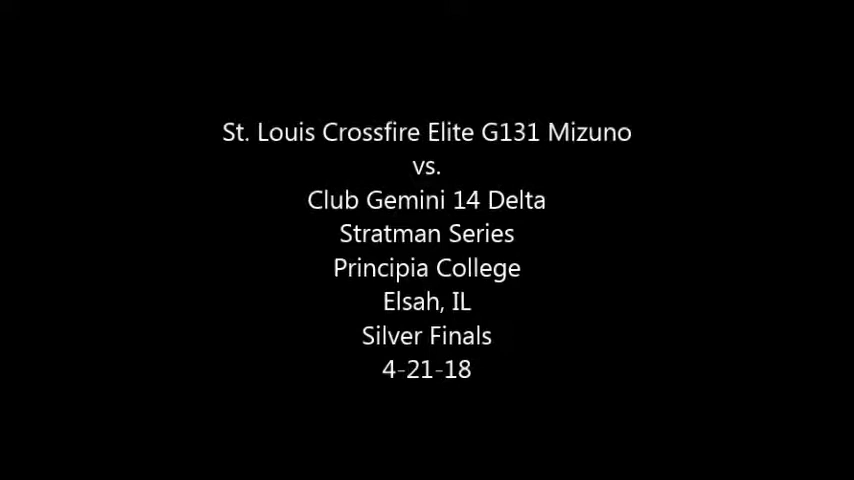 St. Louis Crossfire Elite G131 Mizuno
vs.
Club Gemini 14 Delta
Stratman Series
Principia College
Elsah, IL
Silver Finals
4-21-18